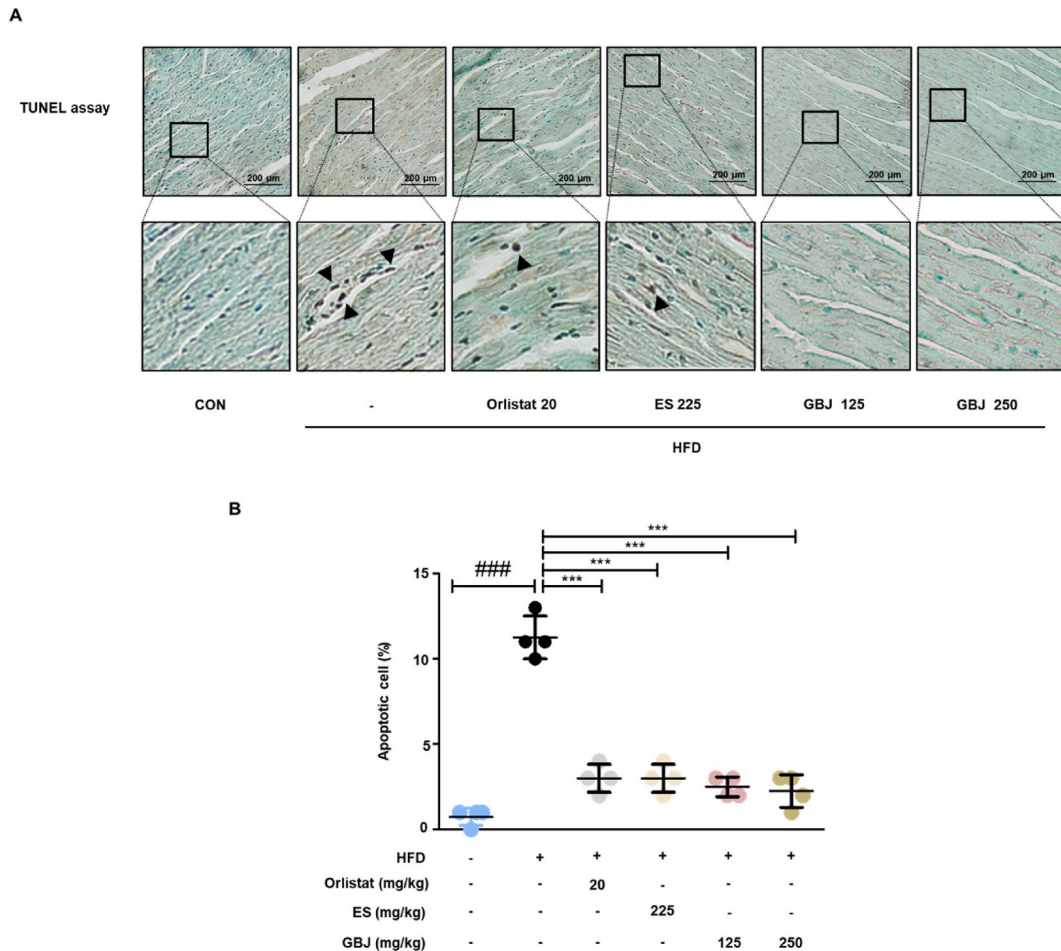 A
TUNEL assay
200 µm 200 µm 200 µm 200 µm 200 µm 200 µm
CON - Orlistat 20 ES 225 GBJ 125 GBJ 250
HFD
B
***
***
***
### ***
15
10
5
0
Apoptotic cell (%)
HFD - + + + + +
Orlistat (mg/kg) - - 20 - - -
ES (mg/kg) - - - 225 - -
GBJ (mg/kg) - - - - 125 250